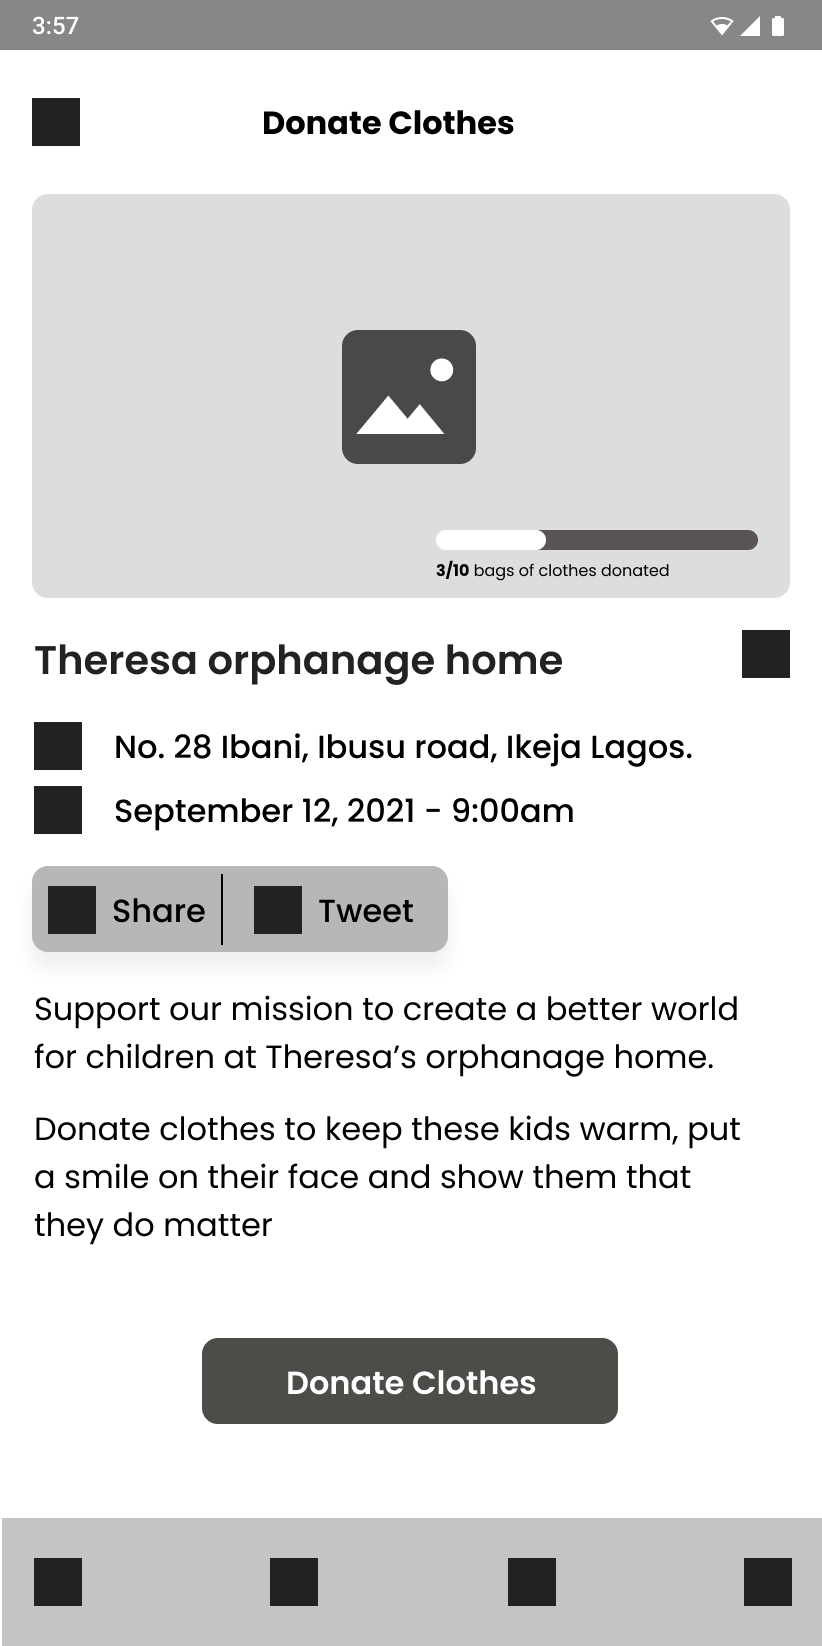 3:57
Donate Clothes
3/10 bags of clothes donated
Theresa orphanage home
No. 28 Ibani, Ibusu road, Ikeja Lagos.
September 12, 2021 - 9:00am
Share
Tweet
Support our mission to create a better world
for children at Theresa’s orphanage home.
Donate clothes to keep these kids warm, put
a smile on their face and show them that
they do matter
Donate Clothes